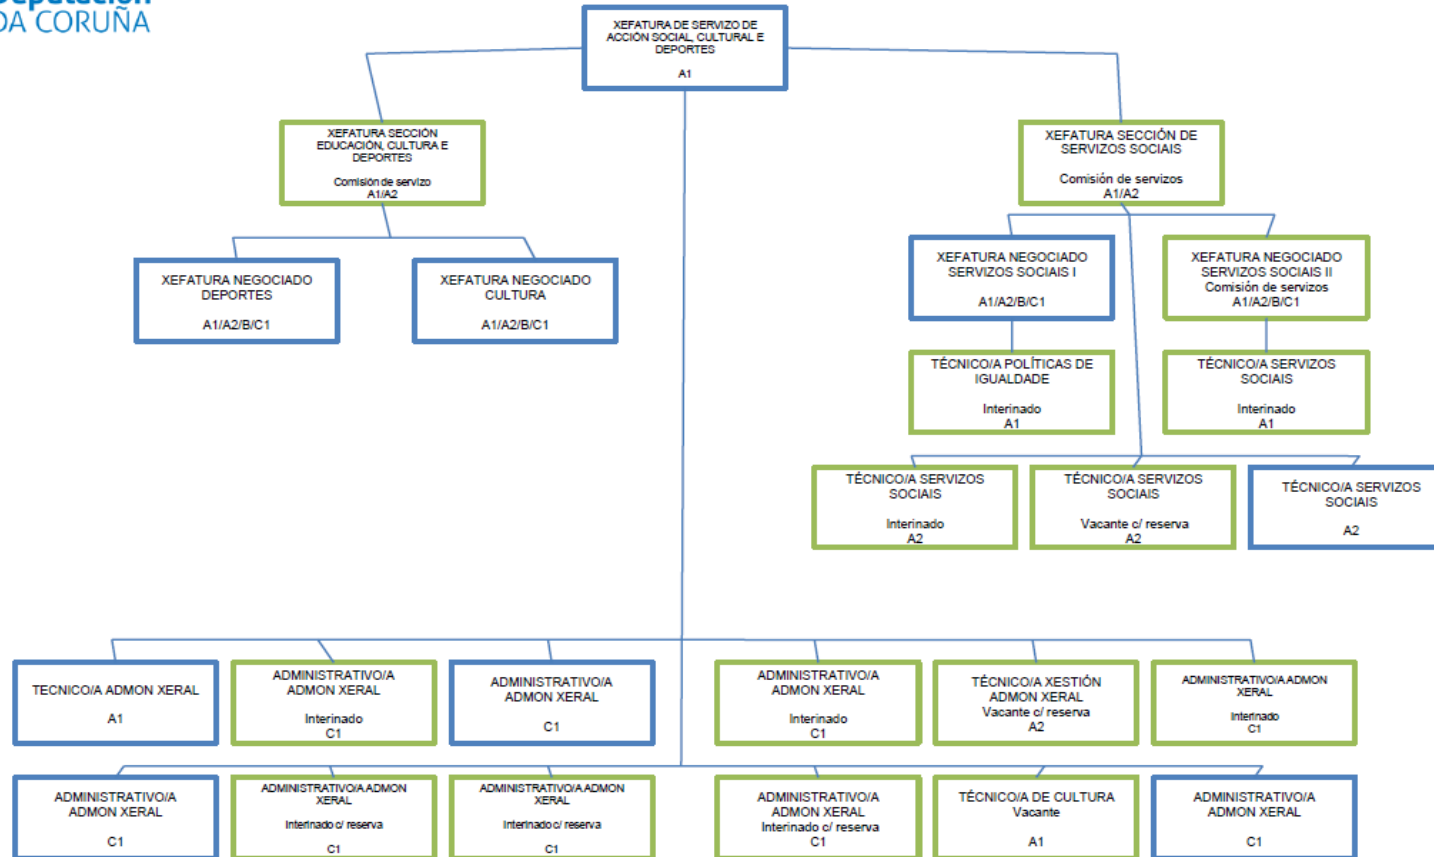 Deputación
DA CORUÑA
XEFATURA DE SERVIZO DE
ACCIÓN SOCIAL, CULTURAL E
DEPORTES
A1
XEFATURA SECCIÓN
EDUCACIÓN, CULTURA E
DEPORTES
Comisión de servizo
A1/A2
XEFATURA SECCIÓN DE
SERVIZOS SOCIAIS
Comisión de servizos
A1/A2
XEFATURA NEGOCIADO
DEPORTES
A1/A2/B/C1
XEFATURA NEGOCIADO
CULTURA
A1/A2/B/C1
XEFATURA NEGOCIADO
SERVIZOS SOCIAIS I
A1/A2/B/C1
XEFATURA NEGOCIADO
SERVIZOS SOCIAIS II
Comisión de servizos
A1/A2/B/C1
TÉCNICO/A POLÍTICAS DE
IGUALDADE
Interinado
A1
TÉCNICO/A SERVIZOS
SOCIAIS
Interinado
A1
TÉCNICO/A SERVIZOS
SOCIAIS
Interinado
A2
TÉCNICO/A SERVIZOS
SOCIAIS
Vacante c/ reserva
A2
TÉCNICO/A SERVIZOS
SOCIAIS
A2
TECNICO/A ADMON XERAL
A1
ADMINISTRATIVO/A
ADMON XERAL
Interinado
C1
ADMINISTRATIVO/A
ADMON XERAL
C1
ADMINISTRATIVO/A
ADMON XERAL
Interinado
C1
TÉCNICO/A XESTIÓN
ADMON XERAL
Vacante c/ reserva
A2
ADMINISTRATIVO/A ADMON
XERAL
Interinado
C1
ADMINISTRATIVO/A
ADMON XERAL
C1
ADMINISTRATIVO/A ADMON
XERAL
Interinado c/ reserva
C1
ADMINISTRATIVO/A ADMON
XERAL
Interinado c/ reserva
C1
ADMINISTRATIVO/A
ADMON XERAL
Interinado c/ reserva
C1
TÉCNICO/A DE CULTURA
Vacante
A1
ADMINISTRATIVO/A
ADMON XERAL
C1